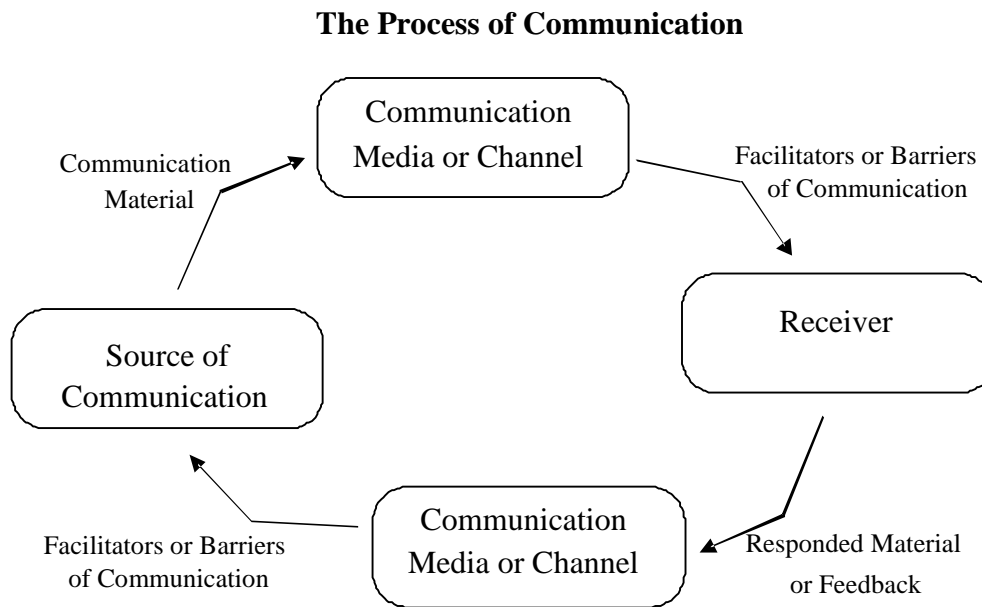 The Process of Communication
Communication
Media or Channel
Communication
Material
Facilitators or Barriers
of Communication
Source of
Communication
Receiver
Communication
Media or Channel
Facilitators or Barriers
of Communication
Responded Material
or Feedback